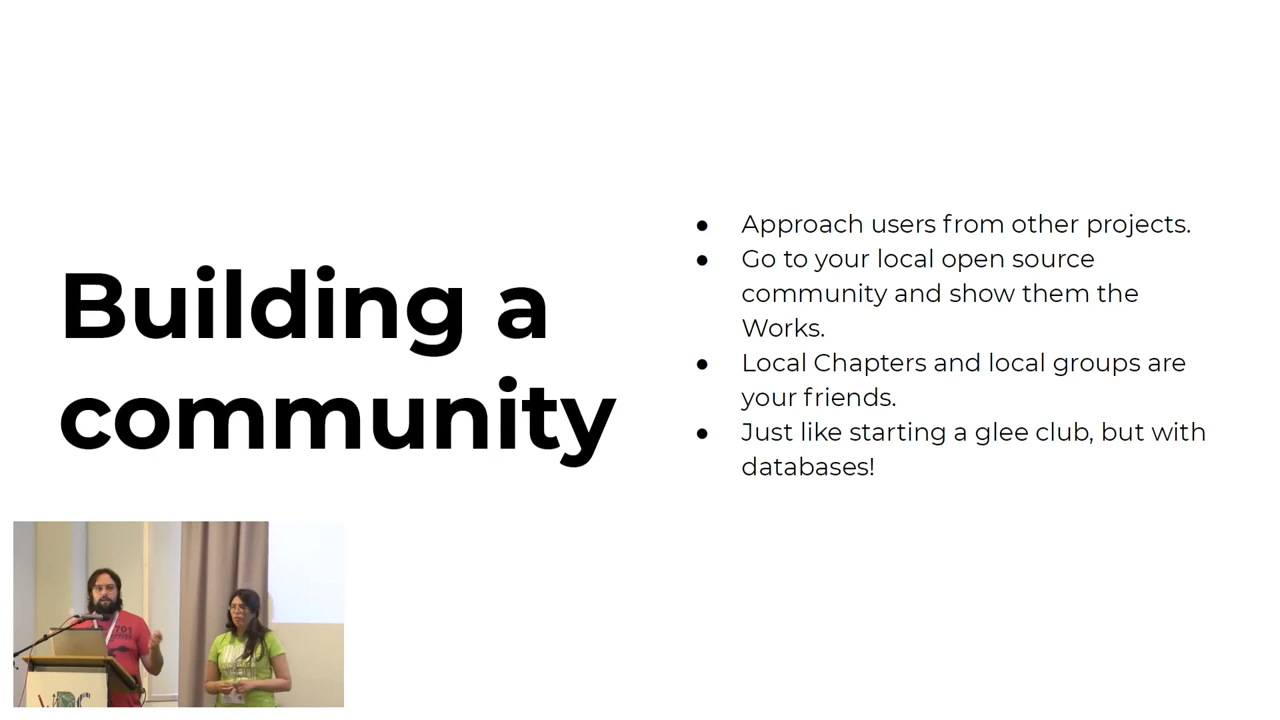 Building a
community
● Approach users from other projects.
● Go to your local open source
community and show them the
Works.
● Local Chapters and local groups are
your friends.
● Just like starting a glee club, but with
databases!
701